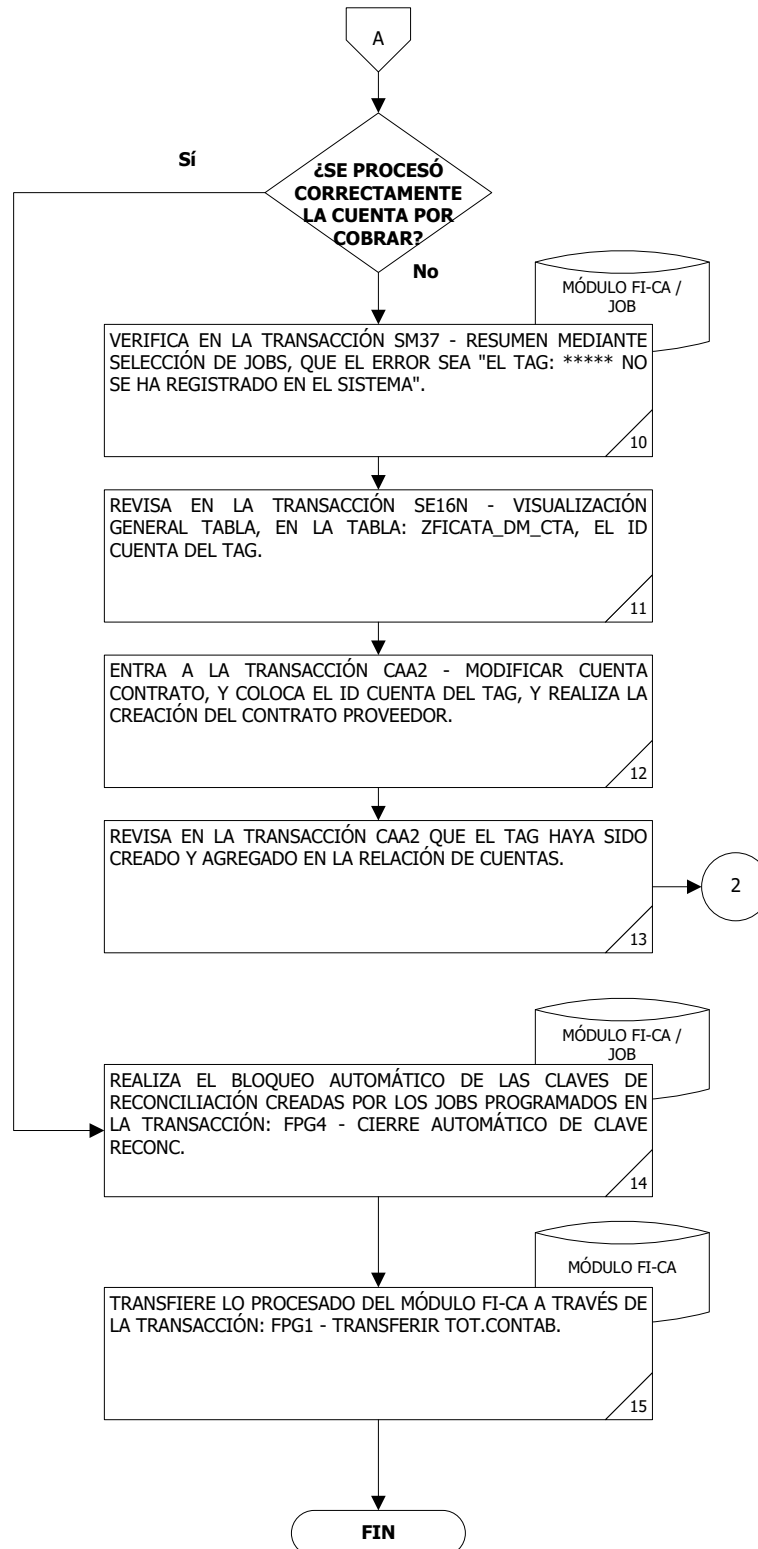 A
Sí
¿SE PROCESÓ
CORRECTAMENTE
LA CUENTA POR
COBRAR?
No
MÓDULO FI-CA /
JOB
VERIFICA EN LA TRANSACCIÓN SM37 - RESUMEN MEDIANTE
SELECCIÓN DE JOBS, QUE EL ERROR SEA "EL TAG: ***** NO
SE HA REGISTRADO EN EL SISTEMA".
10
REVISA EN LA TRANSACCIÓN SE16N - VISUALIZACIÓN
GENERAL TABLA, EN LA TABLA: ZFICATA_DM_CTA, EL ID
CUENTA DEL TAG.
11
ENTRA A LA TRANSACCIÓN CAA2 - MODIFICAR CUENTA
CONTRATO, Y COLOCA EL ID CUENTA DEL TAG, Y REALIZA LA
CREACIÓN DEL CONTRATO PROVEEDOR.
12
REVISA EN LA TRANSACCIÓN CAA2 QUE EL TAG HAYA SIDO
CREADO Y AGREGADO EN LA RELACIÓN DE CUENTAS.
2
13
MÓDULO FI-CA /
JOB
REALIZA EL BLOQUEO AUTOMÁTICO DE LAS CLAVES DE
RECONCILIACIÓN CREADAS POR LOS JOBS PROGRAMADOS EN
LA TRANSACCIÓN: FPG4 - CIERRE AUTOMÁTICO DE CLAVE
RECONC.
14
MÓDULO FI-CA
TRANSFIERE LO PROCESADO DEL MÓDULO FI-CA A TRAVÉS DE
LA TRANSACCIÓN: FPG1 - TRANSFERIR TOT.CONTAB.
15
FIN